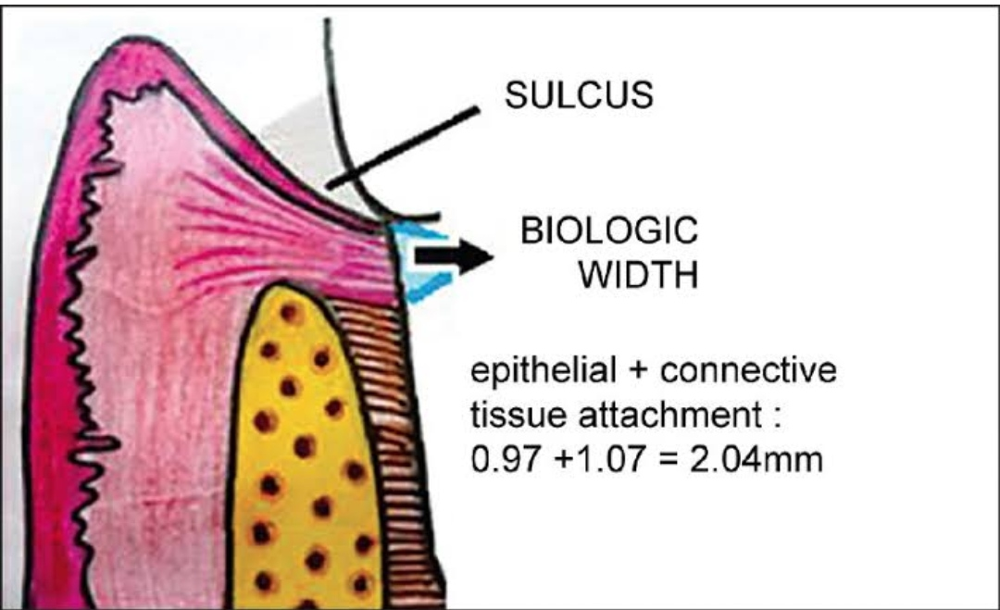 SULCUS
BIOLOGIC
WIDTH
epithelial + connective
tissue attachment :
0.97 +1.07 = 2.04mm